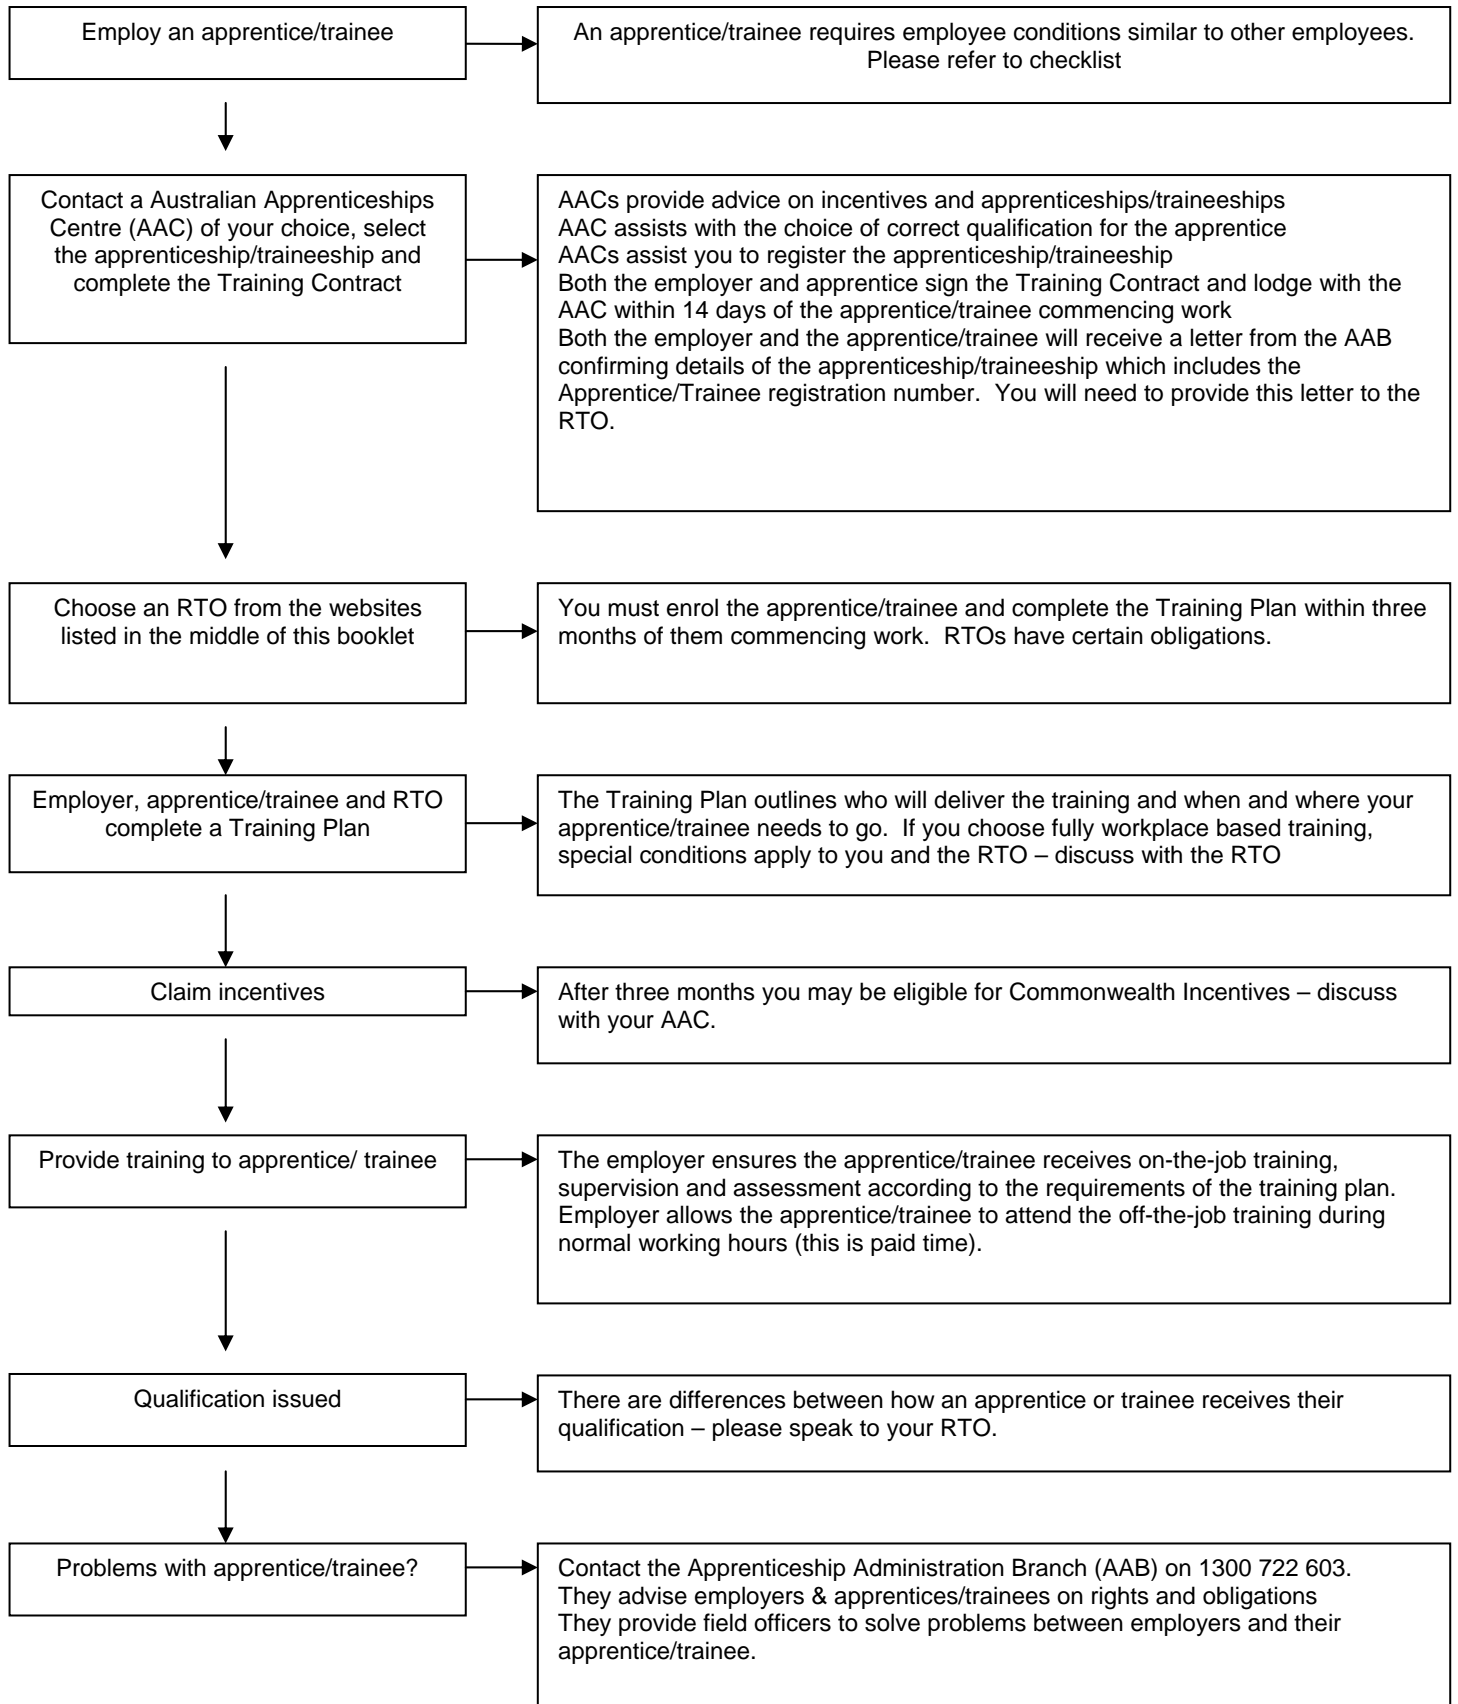 Employ an apprentice/trainee
An apprentice/trainee requires employee conditions similar to other employees.
Please refer to checklist
Contact a Australian Apprenticeships
Centre (AAC) of your choice, select
the apprenticeship/traineeship and
complete the Training Contract
AACs provide advice on incentives and apprenticeships/traineeships
AAC assists with the choice of correct qualification for the apprentice
AACs assist you to register the apprenticeship/traineeship
Both the employer and apprentice sign the Training Contract and lodge with the
AAC within 14 days of the apprentice/trainee commencing work
Both the employer and the apprentice/trainee will receive a letter from the AAB
confirming details of the apprenticeship/traineeship which includes the
Apprentice/Trainee registration number.  You will need to provide this letter to the
RTO.
Choose an RTO from the websites
listed in the middle of this booklet
You must enrol the apprentice/trainee and complete the Training Plan within three
months of them commencing work.  RTOs have certain obligations.
Employer, apprentice/trainee and RTO
complete a Training Plan
The Training Plan outlines who will deliver the training and when and where your
apprentice/trainee needs to go.  If you choose fully workplace based training,
special conditions apply to you and the RTO – discuss with the RTO
Claim incentives
After three months you may be eligible for Commonwealth Incentives – discuss
with your AAC.
Provide training to apprentice/ trainee
The employer ensures the apprentice/trainee receives on-the-job training,
supervision and assessment according to the requirements of the training plan.
Employer allows the apprentice/trainee to attend the off-the-job training during
normal working hours (this is paid time).
Qualification issued
There are differences between how an apprentice or trainee receives their
qualification – please speak to your RTO.
Problems with apprentice/trainee?
Contact the Apprenticeship Administration Branch (AAB) on 1300 722 603.
They advise employers & apprentices/trainees on rights and obligations
They provide field officers to solve problems between employers and their
apprentice/trainee.